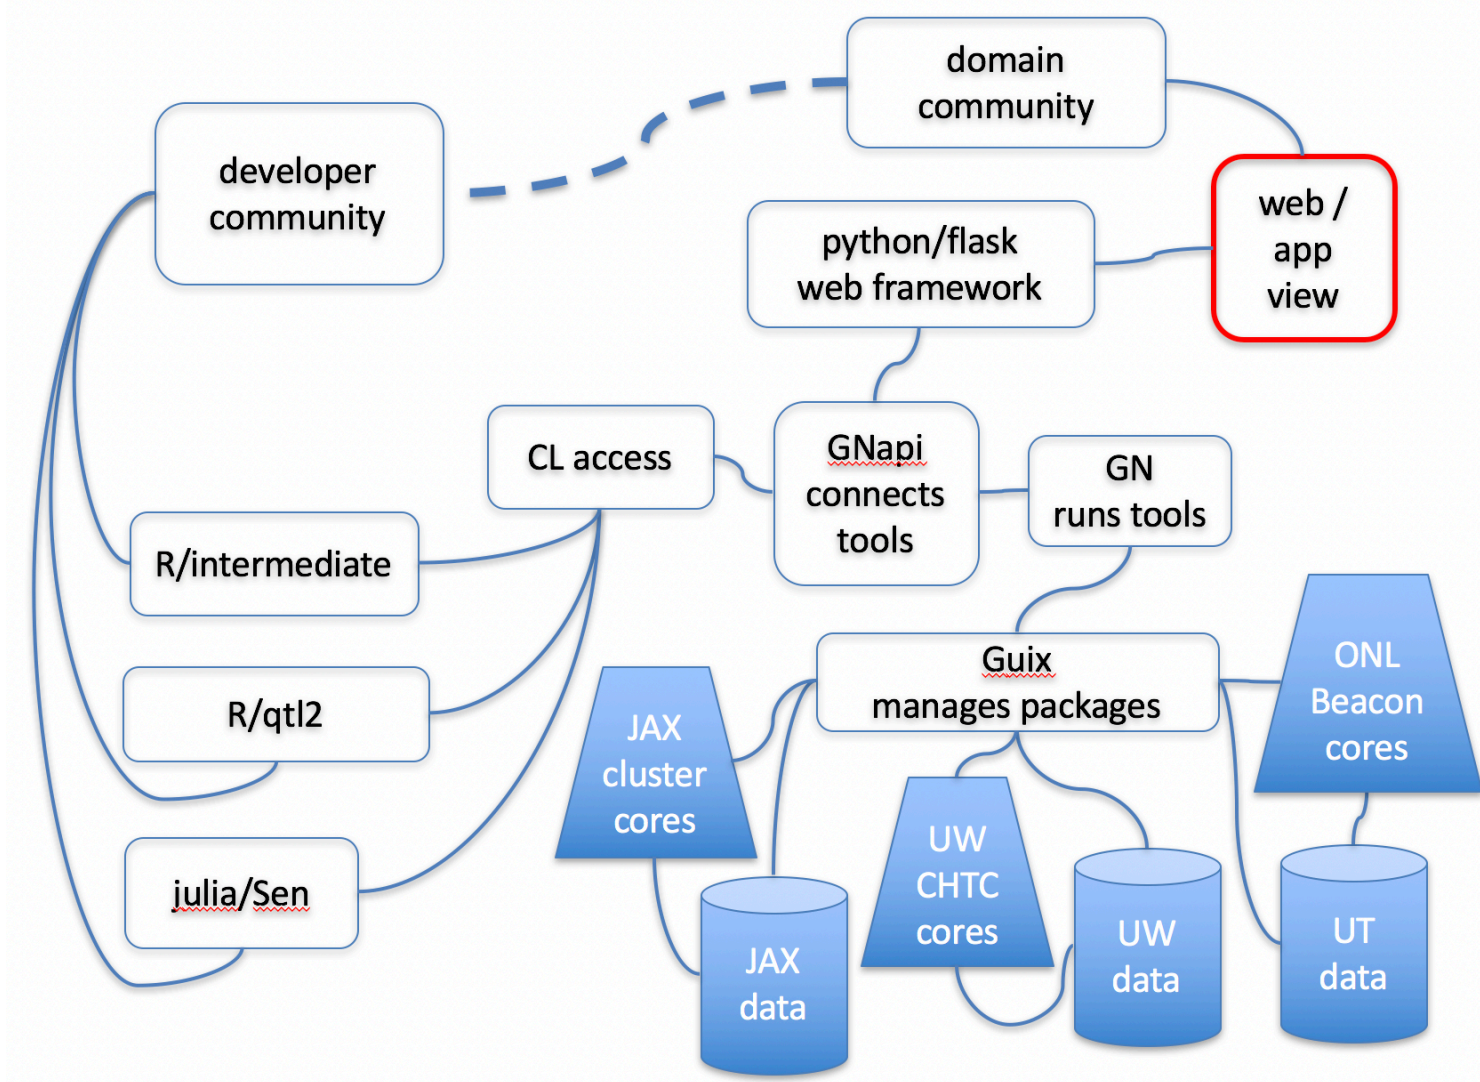 domain
community
developer
community
web /
app
view
python/flask
web framework
CL access
GNapi
connects
tools
GN
runs tools
R/intermediate
R/qtl2
julia/Sen
Guix
manages packages
JAX
cluster
cores
ONL
Beacon
cores
UW
CHTC
cores
JAX
data
UW
data
UT
data